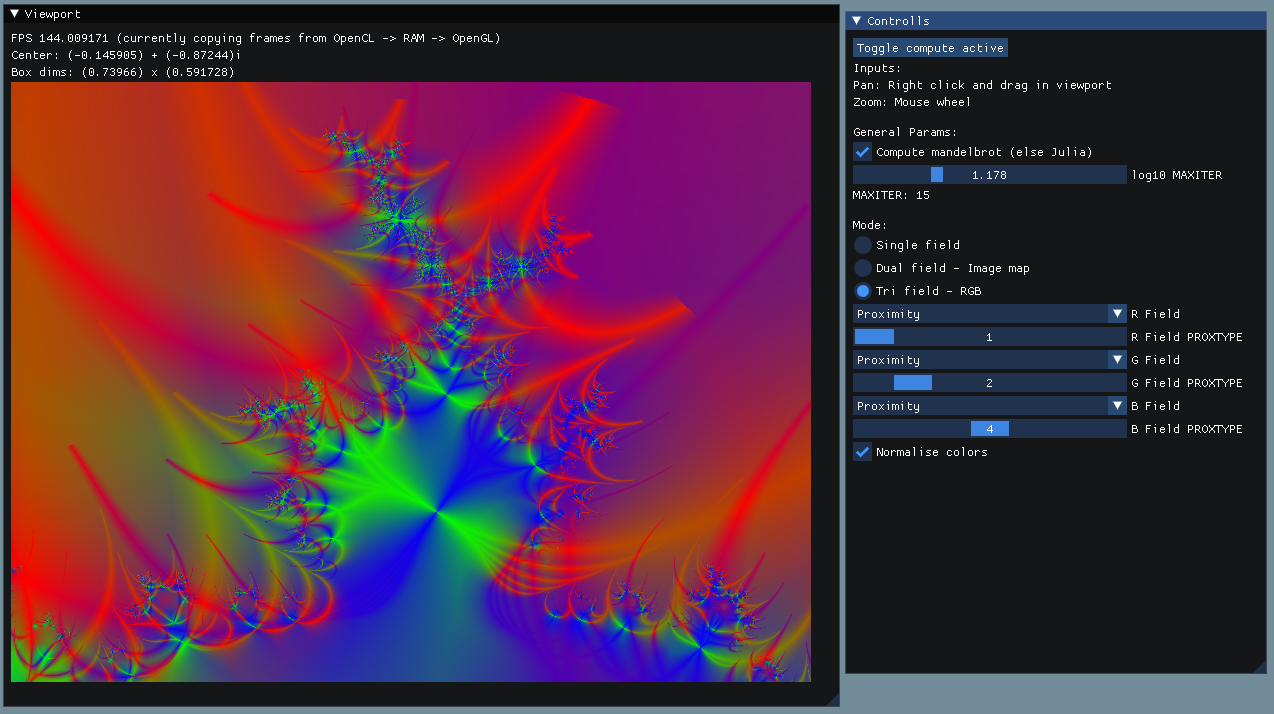 Viewport
FPS 144.009171 (currently copying frames from OpenCL -> RAM -> OpenGL)
Center: (-0.145905) + (-0.87244)i
Box dims: (0.73966) x (0.591728)
Controlls
Toggle compute active
Inputs:
Pan: Right click and drag in viewport
Zoom: Mouse wheel
General Params:
Compute mandelbrot (else Julia)
1.178 log10 MAXITER
MAXITER: 15
Mode:
Single field
Dual field - Image map
Tri field - RGB
Proximity R Field
1 R Field PROXTYPE
Proximity G Field
2 G Field PROXTYPE
Proximity B Field
4 B Field PROXTYPE
Normalise colors